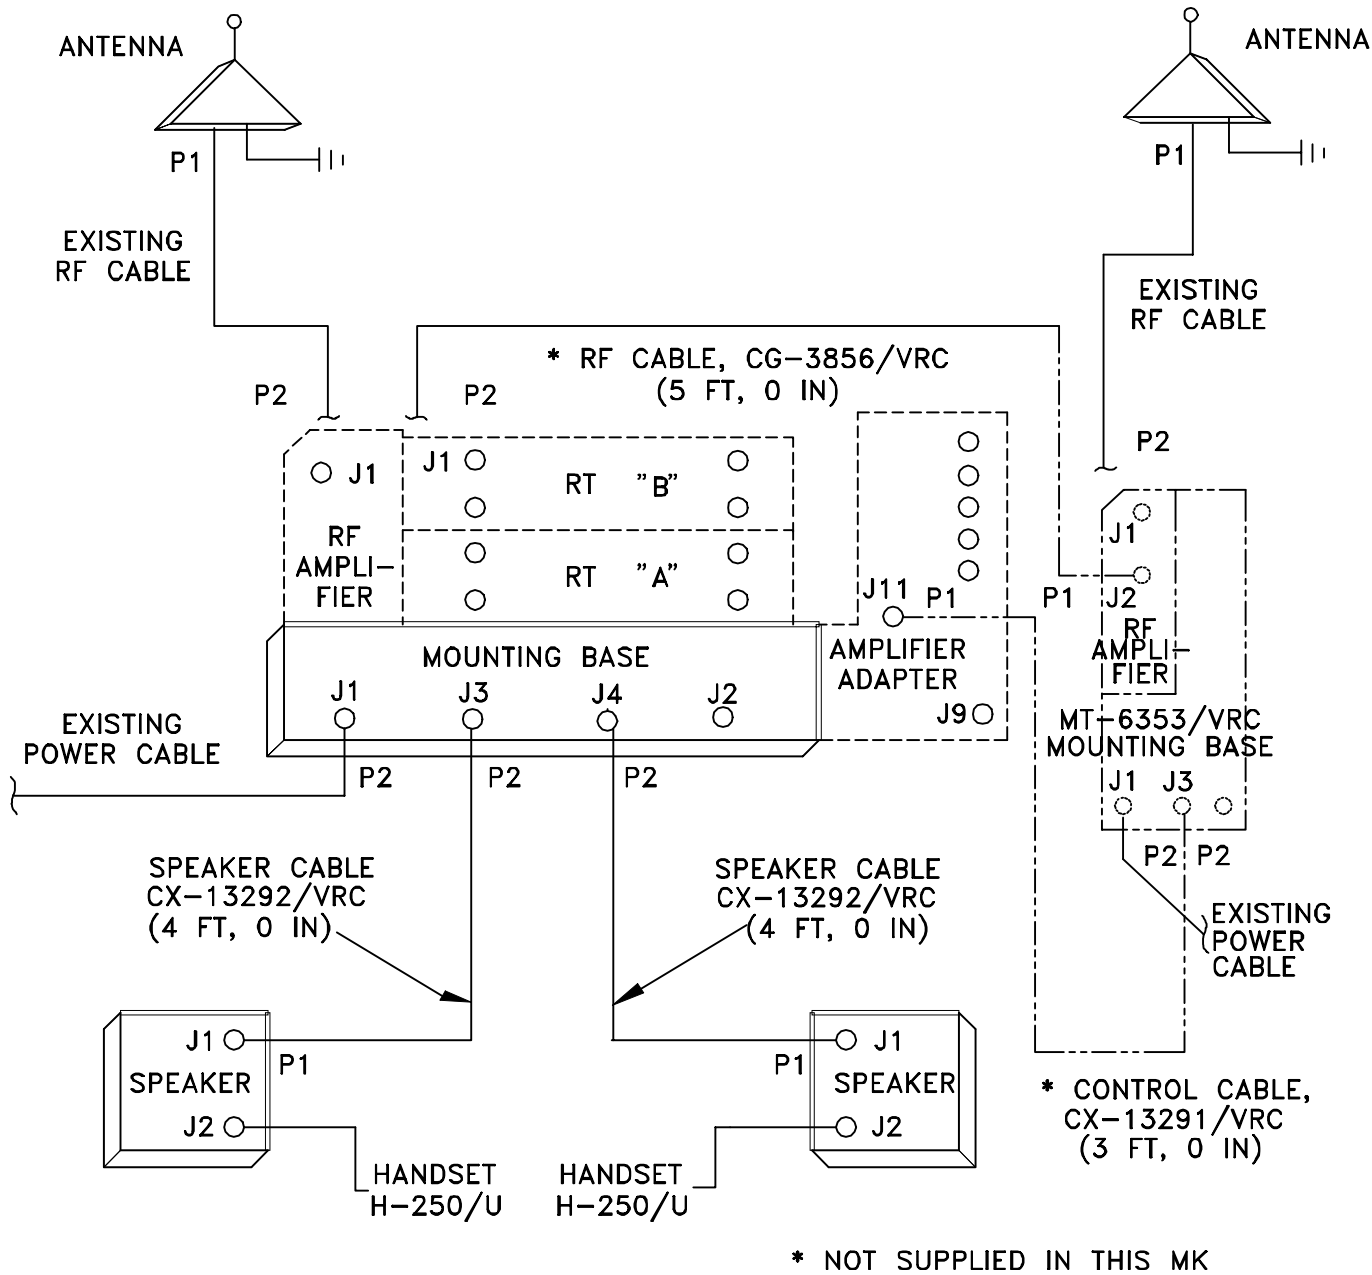 ANTENNA
ANTENNA
P1
P1
EXISTING
RF CABLE
EXISTING
RF CABLE
* RF CABLE, CG-3856/VRC
(5 FT, 0 IN)
P2
P2
P2
J1
J1
RT "B"
RF
AMPLI-
FIER
RT "A"
J11
P1
P1
J1
J2
RF
AMPLI-
FIER
AMPLIFIER
ADAPTER
J9
MOUNTING BASE
J1
J3
J4
J2
MT-6353/VRC
MOUNTING BASE
J1
J3
EXISTING
POWER CABLE
P2
P2
P2
P2
P2
SPEAKER CABLE
CX-13292/VRC
(4 FT, 0 IN)
SPEAKER CABLE
CX-13292/VRC
(4 FT, 0 IN)
EXISTING
POWER
CABLE
J1
P1
SPEAKER
J2
P1
J1
SPEAKER
J2
* CONTROL CABLE,
CX-13291/VRC
(3 FT, 0 IN)
HANDSET
H-250/U
HANDSET
H-250/U
* NOT SUPPLIED IN THIS MK